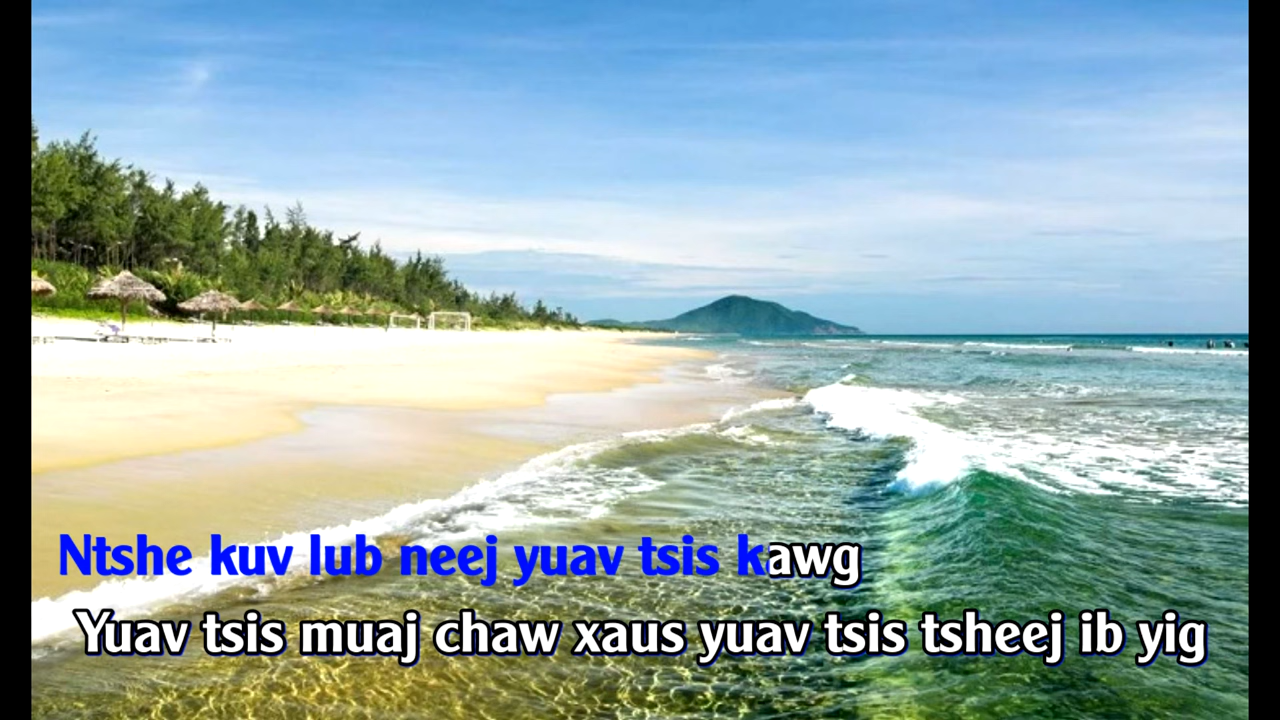 Ntshe kuv lub neej yuav tsis kawg
Yuav tsis muaj chaw xaus yuav tsis tsheej ib yig